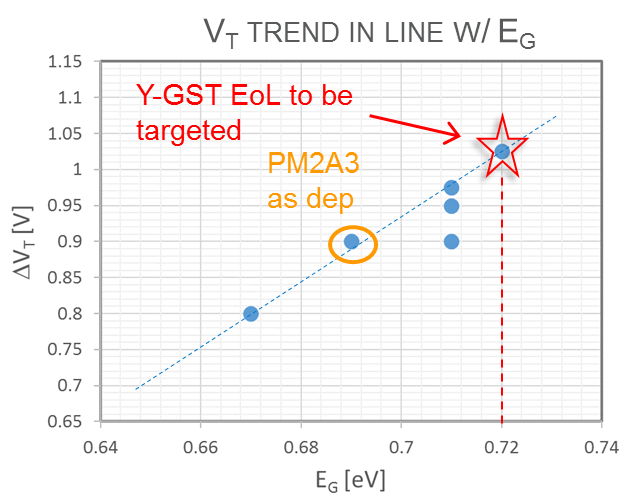 VT TREND IN LINE W/ EG
1.15
1.1
1.05
1
0.95
0.9
0.85
0.8
0.75
0.7
0.65
ΔVT [V]
Y-GST EoL to be
targeted
PM2A3
as dep
0.64
0.66
0.68
0.7
0.72
0.74
EG [eV]